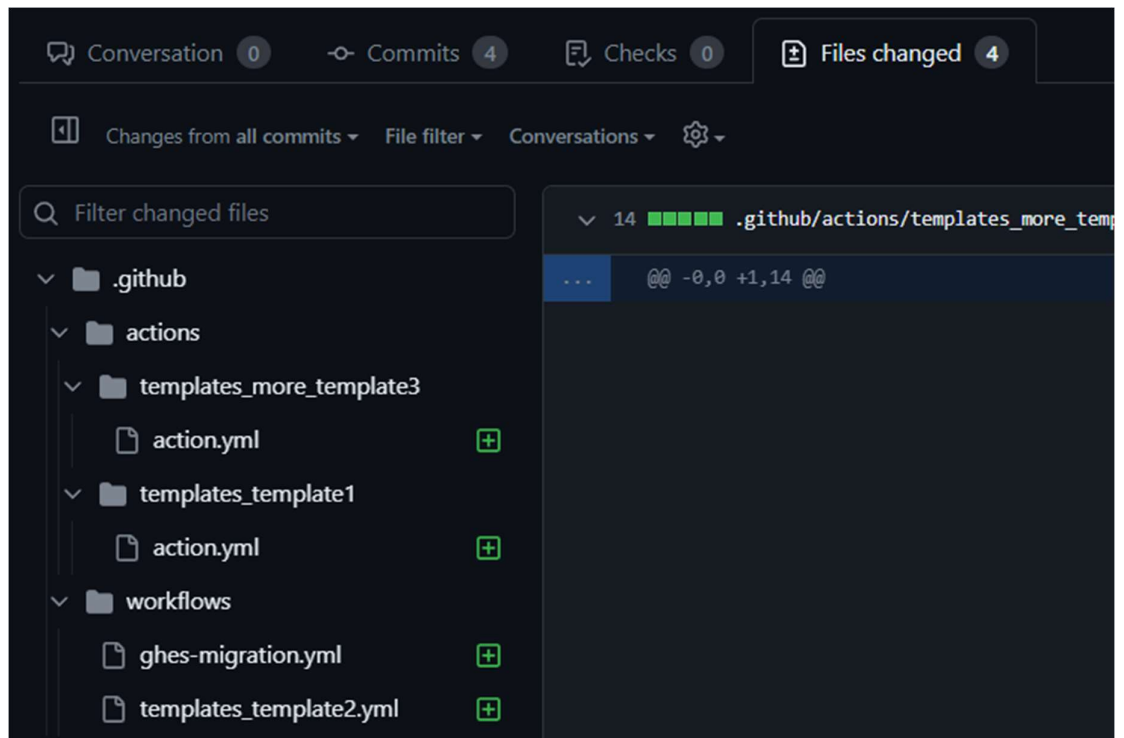 Conversation 0 Commits 4 Checks 0 Files changed 4
Changes from all commits File filter Conversations
Filter changed files
14 .github/actions/templates_more_temp
... @@ -0,0 +1,14 @@
.github
actions
templates_more_template3
action.yml
templates_template1
action.yml
workflows
ghes-migration.yml
templates_template2.yml